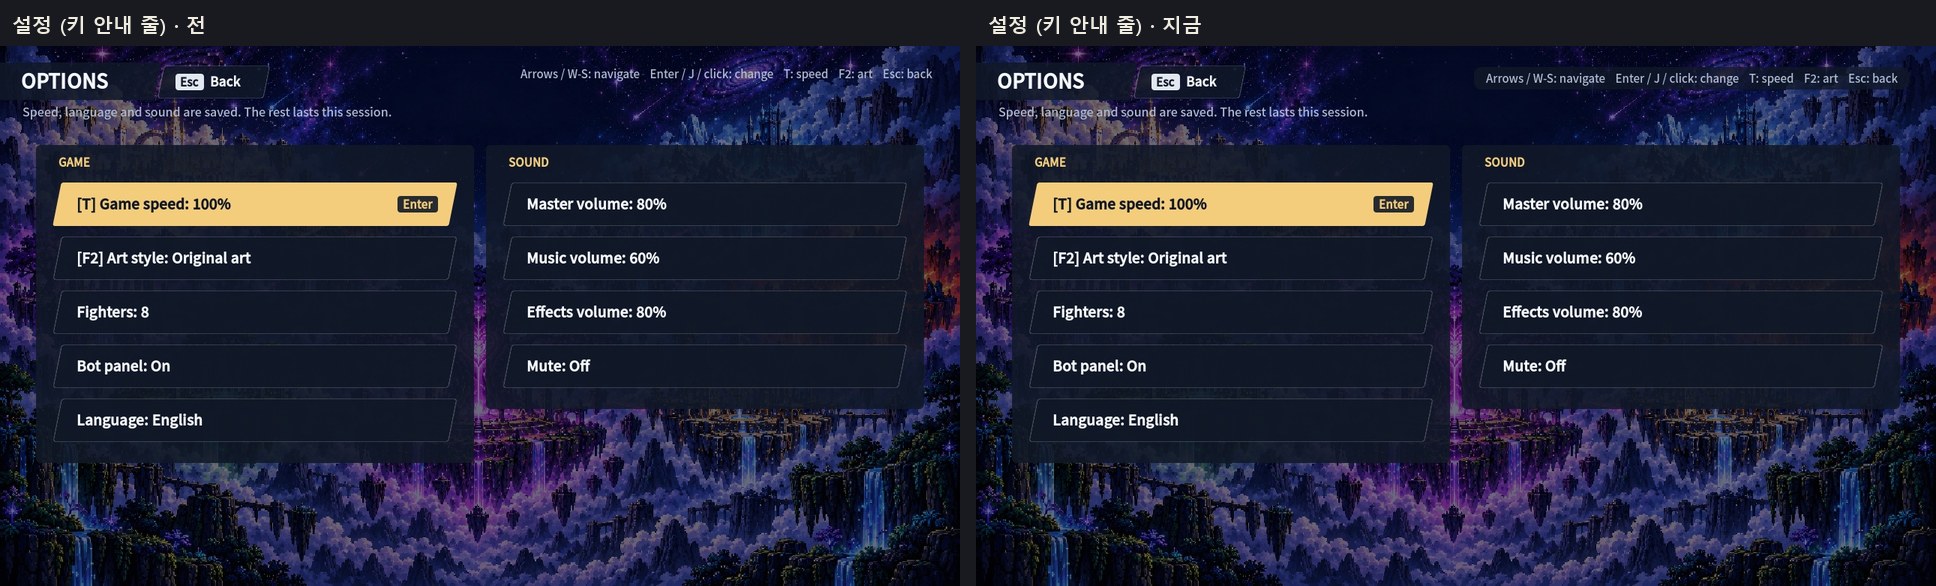 설정 (키 안내 줄) · 전
OPTIONS
Esc Back
Arrows / W-S: navigate Enter / J / click: change T: speed F2: art Esc: back
Speed, language and sound are saved. The rest lasts this session.
GAME
[T] Game speed: 100% Enter
[F2] Art style: Original art
Fighters: 8
Bot panel: On
Language: English
SOUND
Master volume: 80%
Music volume: 60%
Effects volume: 80%
Mute: Off
설정 (키 안내 줄) · 지금
OPTIONS
Esc Back
Arrows / W-S: navigate Enter / J / click: change T: speed F2: art Esc: back
Speed, language and sound are saved. The rest lasts this session.
GAME
[T] Game speed: 100% Enter
[F2] Art style: Original art
Fighters: 8
Bot panel: On
Language: English
SOUND
Master volume: 80%
Music volume: 60%
Effects volume: 80%
Mute: Off